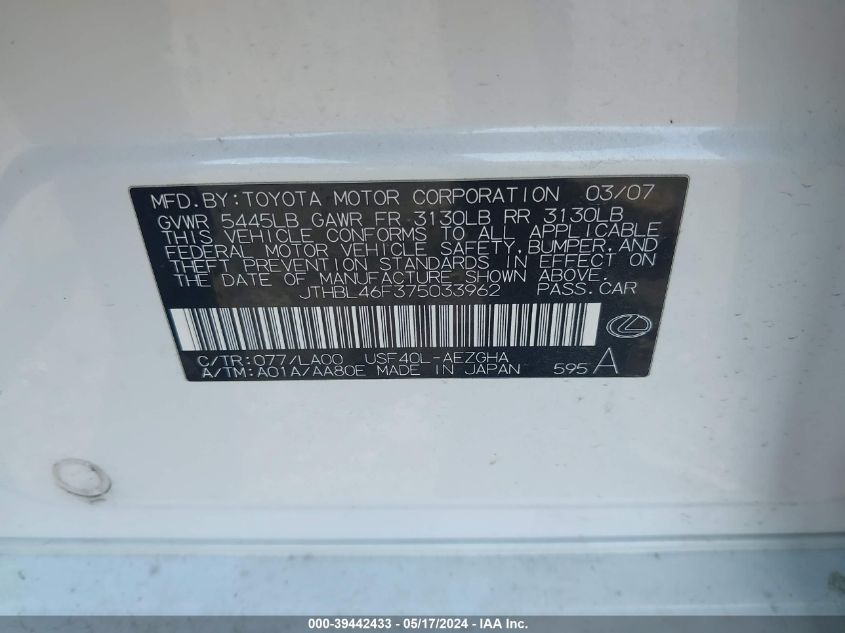 MFD.BY:TOYOTA MOTOR CORPORATION 03/07
GVWR 5445LB GAWR FR 3130LB RR 3130LB
THIS VEHICLE CONFORMS TO ALL APPLICABLE
FEDERAL MOTOR VEHICLE SAFETY,BUMPER,AND
THEFT PREVENTION STANDARDS IN EFFECT ON
THE DATE OF MANUFACTURE SHOWN ABOVE.
JTHBL46F375033962 PASS.CAR
C/TR:077/LA00 USF40L-AEZGHA
A/TM:A01A/AA80E MADE IN JAPAN 595 A
000-39442433 - 05/17/2024 - IAA Inc.